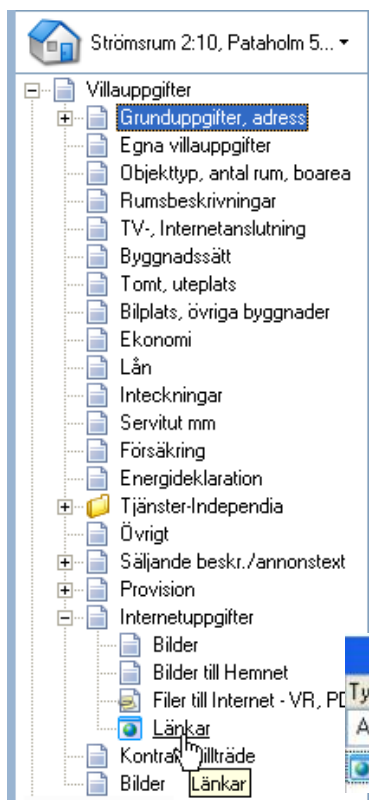 Strömsrum 2:10, Pataholm 5...
Villauppgifter
Grunduppgifter, adress
Egna villauppgifter
Objekttyp, antal rum, boarea
Rumsbeskrivningar
TV-, Internetanslutning
Byggnadssätt
Tomt, uteplats
Bilplats, övriga byggnader
Ekonomi
Lån
Inteckningar
Servitut mm
Försäkring
Energideklaration
Tjänster-Independia
Övrigt
Säljande beskr./annonstext
Provision
Internetuppgifter
Bilder
Bilder till Hemnet
Filer till Internet - VR, PD
Ty
Länkar
A
Bilder
Länkar